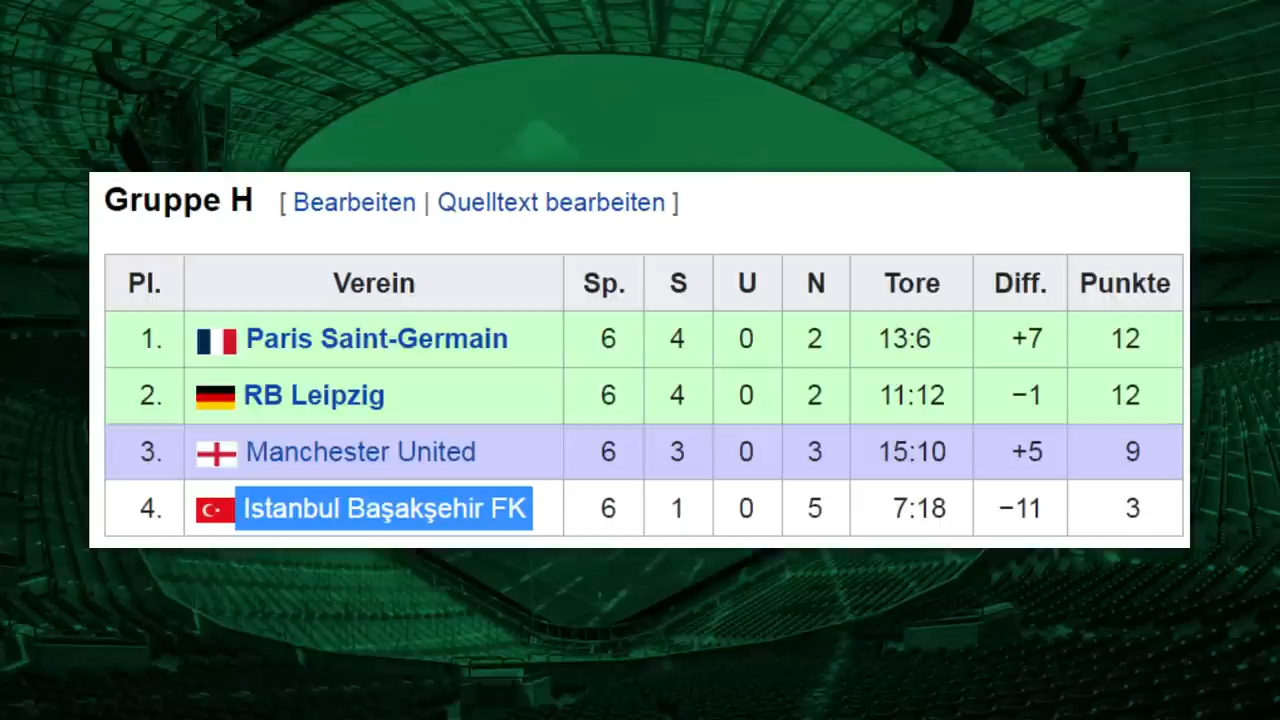 Gruppe H [ Bearbeiten | Quelltext bearbeiten ]
Pl. Verein Sp. S U N Tore Diff. Punkte
1. Paris Saint-Germain 6 4 0 2 13:6 +7 12
2. RB Leipzig 6 4 0 2 11:12 −1 12
3. Manchester United 6 3 0 3 15:10 +5 9
4. Istanbul Başakşehir FK 6 1 0 5 7:18 −11 3